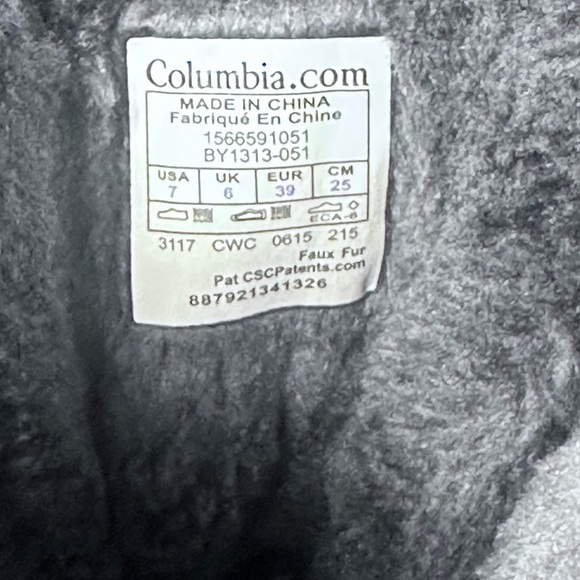 Columbia.com
MADE IN CHINA
Fabriqué En Chine
1566591051
BY1313-051
USA UK EUR CM
7 6 39 25
ECA-6
3117 CWC 0615 215
Faux Fur
Pat CSCPatents.com
887921341326